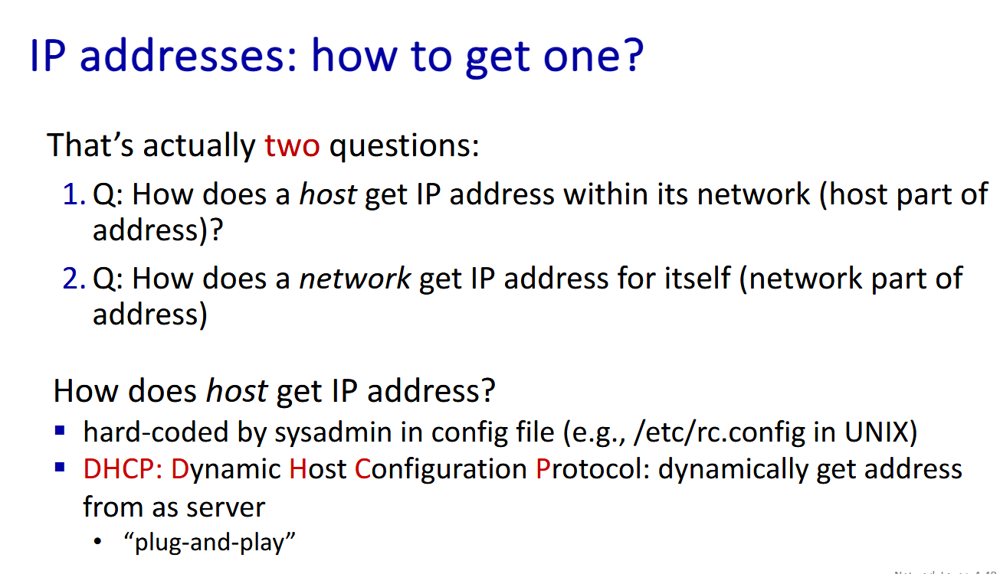 IP addresses: how to get one?
That’s actually two questions:
1. Q: How does a host get IP address within its network (host part of
address)?
2. Q: How does a network get IP address for itself (network part of
address)
How does host get IP address?
▪ hard-coded by sysadmin in config file (e.g., /etc/rc.config in UNIX)
▪ DHCP: Dynamic Host Configuration Protocol: dynamically get address
from as server
• “plug-and-play”